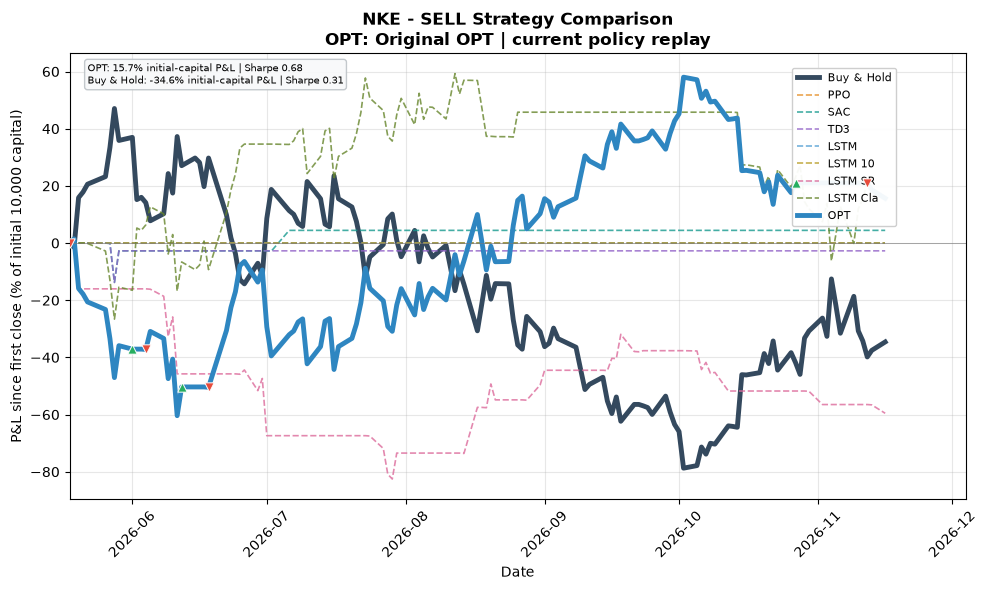 NKE - SELL Strategy Comparison
OPT: Original OPT | current policy replay
OPT: 15.7% initial-capital P&L | Sharpe 0.68
Buy & Hold: -34.6% initial-capital P&L | Sharpe 0.31
Buy & Hold
PPO
SAC
TD3
LSTM
LSTM 10
LSTM SR
LSTM Cla
OPT
P&L since first close (% of initial 10,000 capital)
60
40
20
0
−20
−40
−60
−80
2026-06
2026-07
2026-08
2026-09
2026-10
2026-11
2026-12
Date